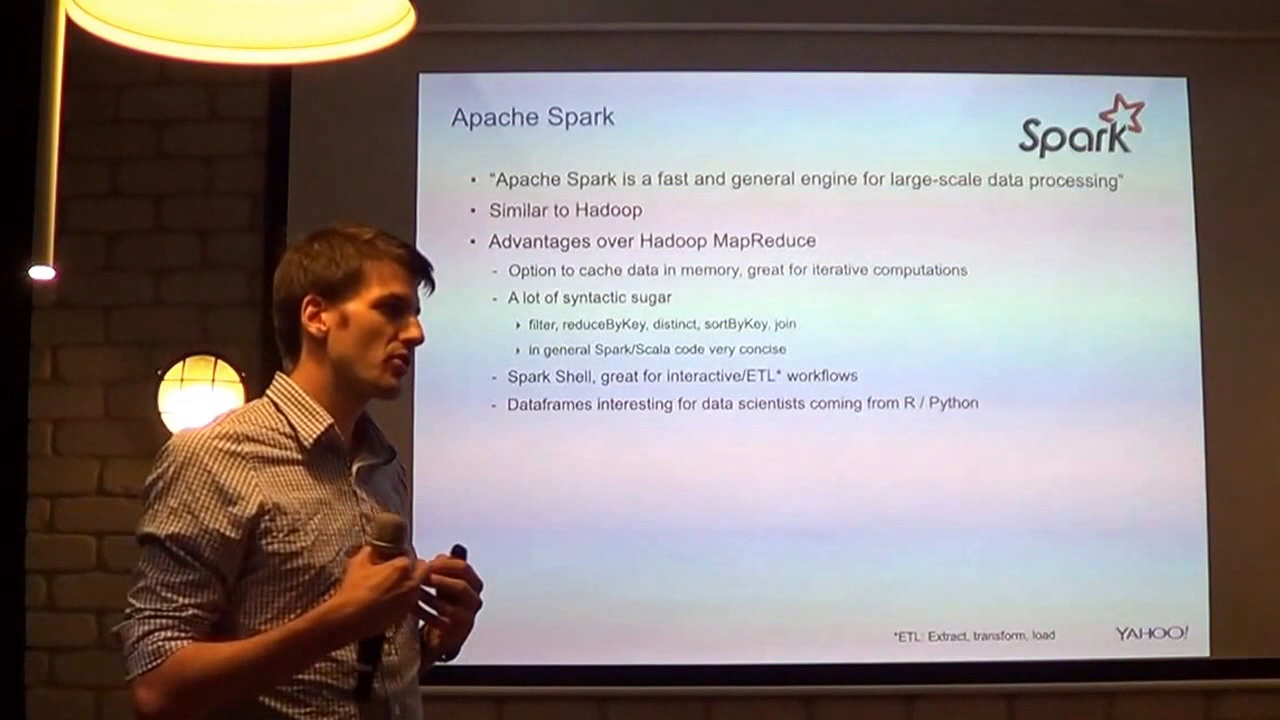 Apache Spark
Spark
• "Apache Spark is a fast and general engine for large-scale data processing"
• Similar to Hadoop
• Advantages over Hadoop MapReduce
- Option to cache data in memory, great for iterative computations
- A lot of syntactic sugar
‣ filter, reduceByKey, distinct, sortByKey, join
‣ in general Spark/Scala code very concise
- Spark Shell, great for interactive/ETL* workflows
- Dataframes interesting for data scientists coming from R / Python
*ETL: Extract, transform, load
YAHOO!